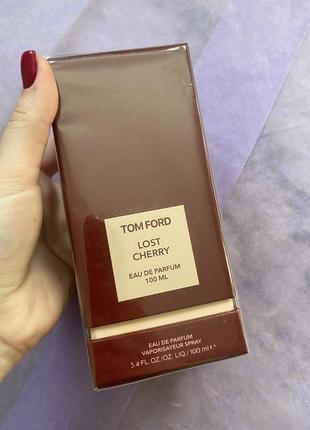 TOM FORD
LOST
CHERRY
EAU DE PARFUM
100 ML
EAU DE PARFUM
VAPORISATEUR SPRAY
3.4 FL.OZ./OZ. LIQ / 100 ml ℮